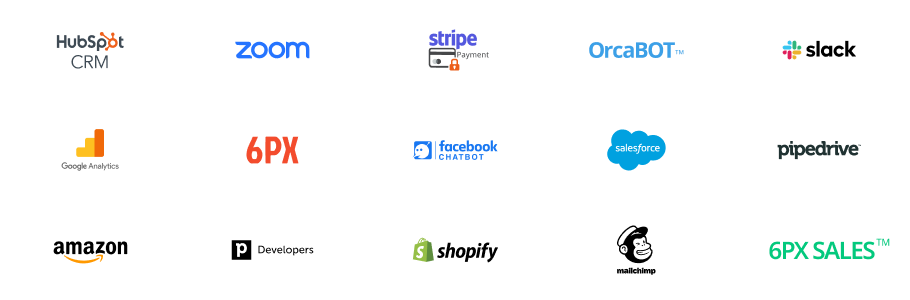 HubSpot
CRM
zoom
stripe
Payment
OrcaBOT™
slack
Google Analytics
6PX
facebook
CHATBOT
salesforce
pipedrive™
amazon
p Developers
shopify
mailchimp
6PX SALES™